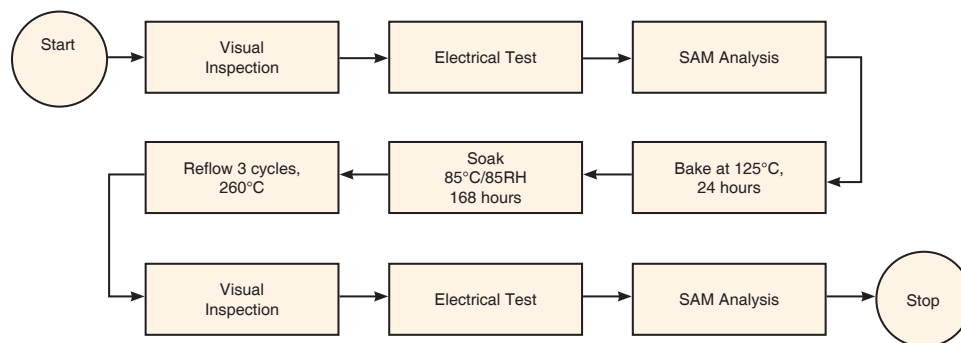 Start
Visual
Inspection
Electrical Test
SAM Analysis
Bake at 125°C,
24 hours
Soak
85°C/85RH
168 hours
Reflow 3 cycles,
260°C
Visual
Inspection
Electrical Test
SAM Analysis
Stop